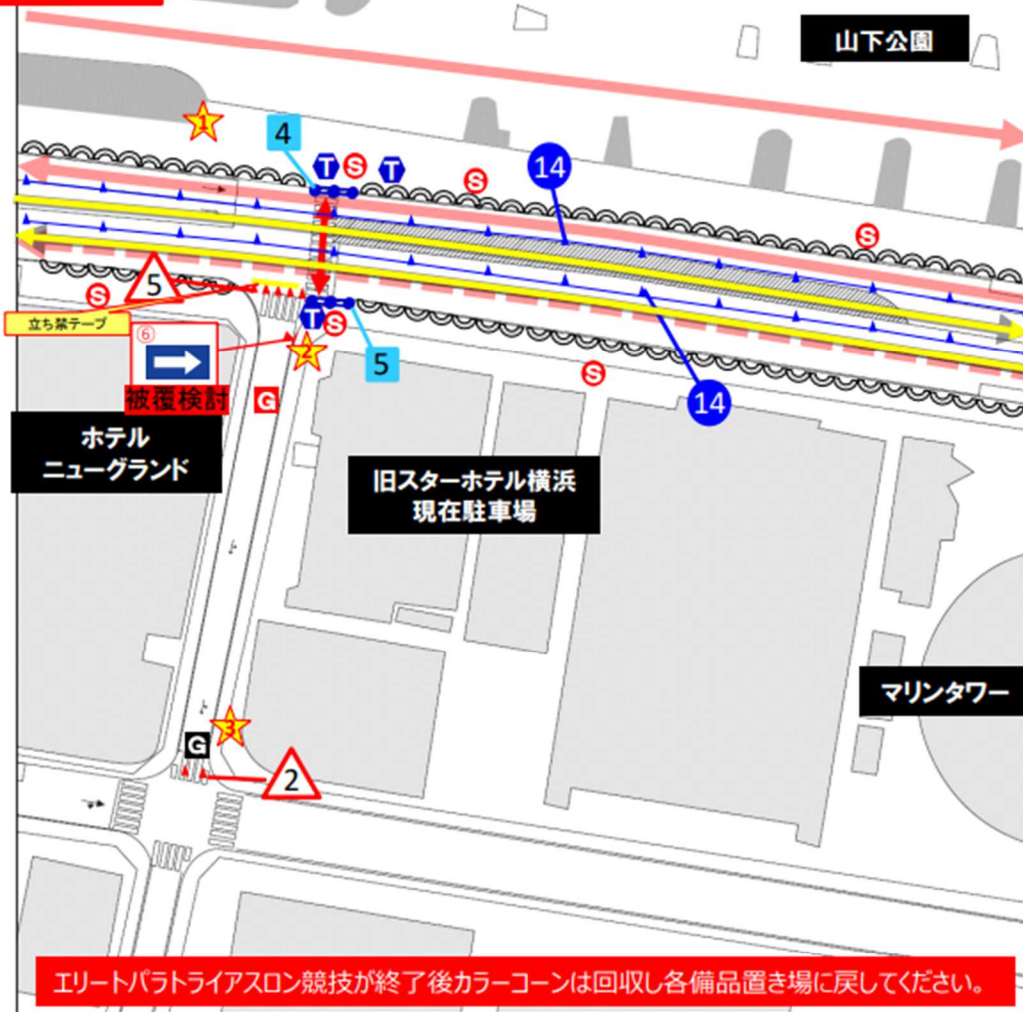 山下公園
1
4
T
S
T
S
14
S
5
S
立ち禁テープ
T
S
⑥
2
5
S
14
被覆検討
G
ホテル
ニューグランド
旧スターホテル横浜
現在駐車場
マリンタワー
3
G
2
エリートパラトライアスロン競技が終了後カラーコーンは回収し各備品置き場に戻してください。